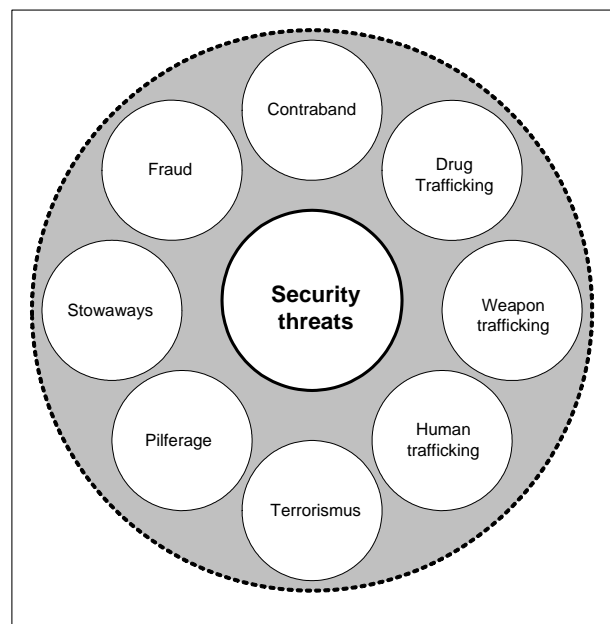 Contraband
Drug
Trafficking
Fraud
Security
threats
Stowaways
Weapon
trafficking
Pilferage
Human
trafficking
Terrorismus